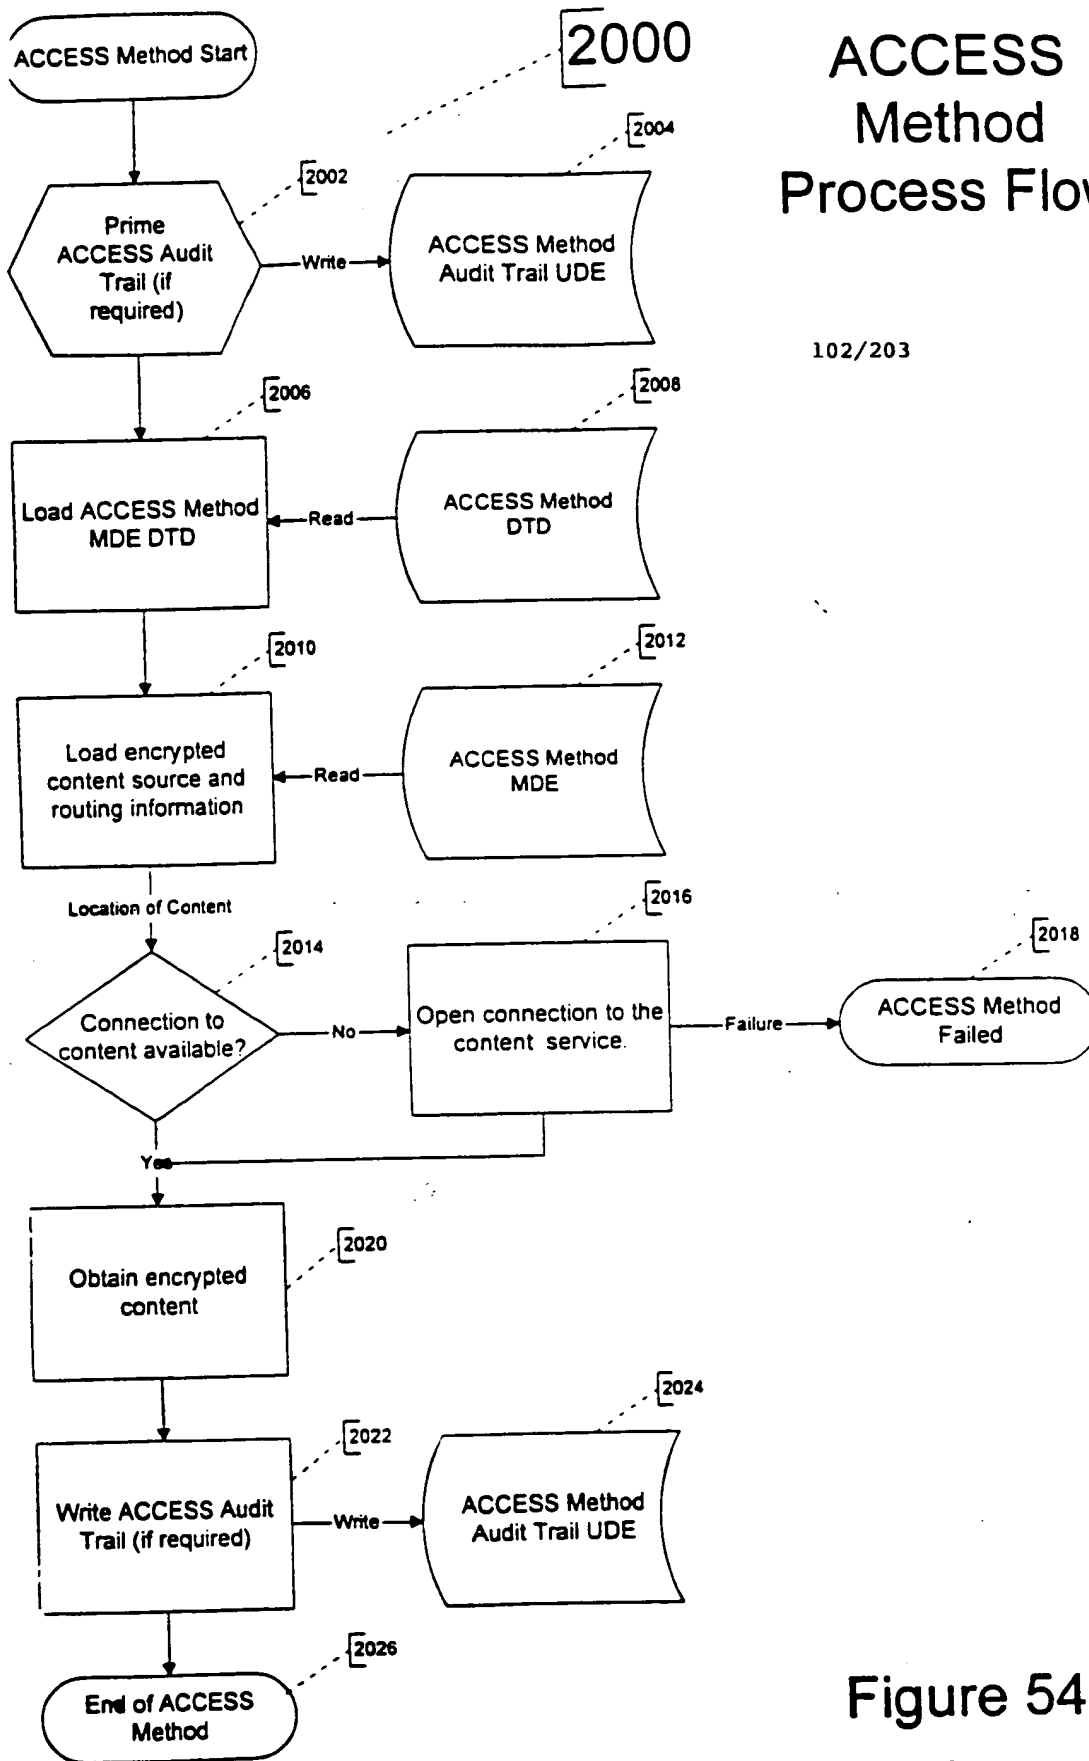 ACCESS Method Start
2000
ACCESS
Method
Process Flow
2002
2004
Prime
ACCESS Audit
Trail (if
required)
Write
ACCESS Method
Audit Trail UDE
102/203
2006
2008
Load ACCESS Method
MDE DTD
Read
ACCESS Method
DTD
2010
2012
Load encrypted
content source and
routing information
Read
ACCESS Method
MDE
Location of Content
2014
2016
2018
Connection to
content available?
No
Open connection to the
content service.
Failure
ACCESS Method
Failed
Yes
2020
Obtain encrypted
content
2022
2024
Write ACCESS Audit
Trail (if required)
Write
ACCESS Method
Audit Trail UDE
2026
End of ACCESS
Method
Figure 54